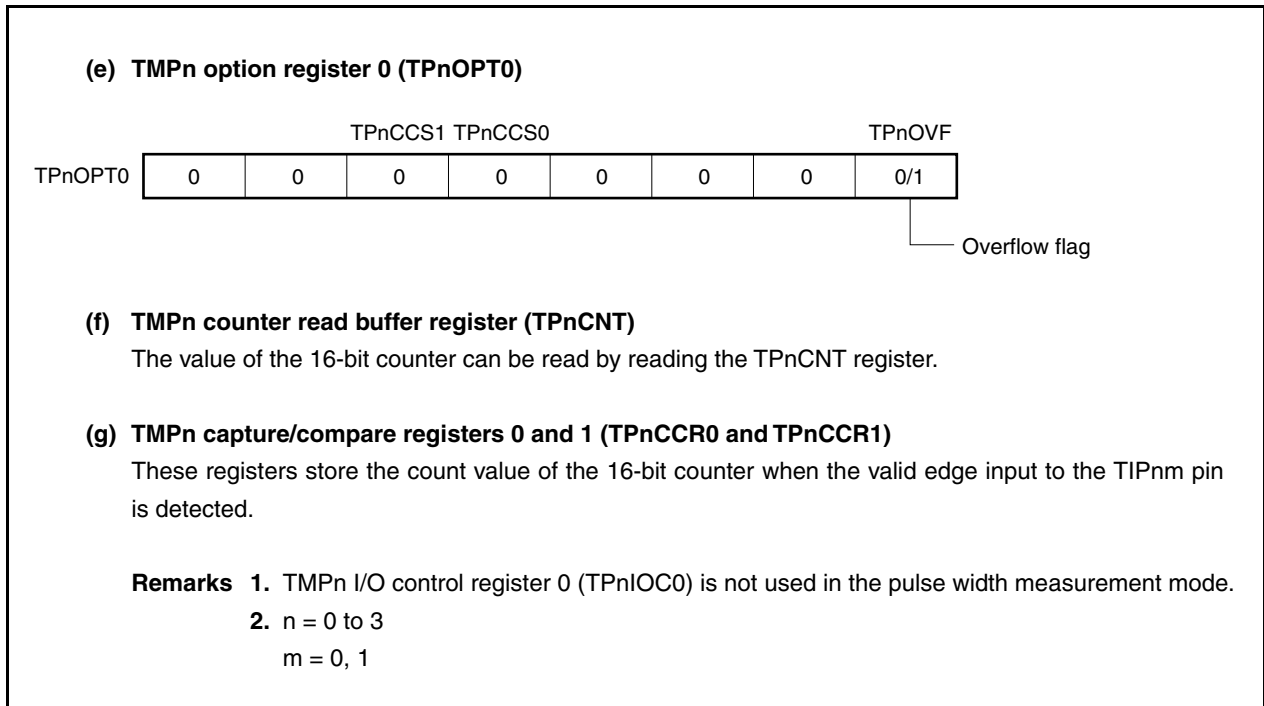 (e) TMPn option register 0 (TPnOPT0)
TPnCCS1 TPnCCS0 TPnOVF
TPnOPT0 0 0 0 0 0 0 0 0/1
Overflow flag
(f) TMPn counter read buffer register (TPnCNT)
The value of the 16-bit counter can be read by reading the TPnCNT register.
(g) TMPn capture/compare registers 0 and 1 (TPnCCR0 and TPnCCR1)
These registers store the count value of the 16-bit counter when the valid edge input to the TIPnm pin
is detected.
Remarks 1. TMPn I/O control register 0 (TPnIOC0) is not used in the pulse width measurement mode.
2. n = 0 to 3
m = 0, 1